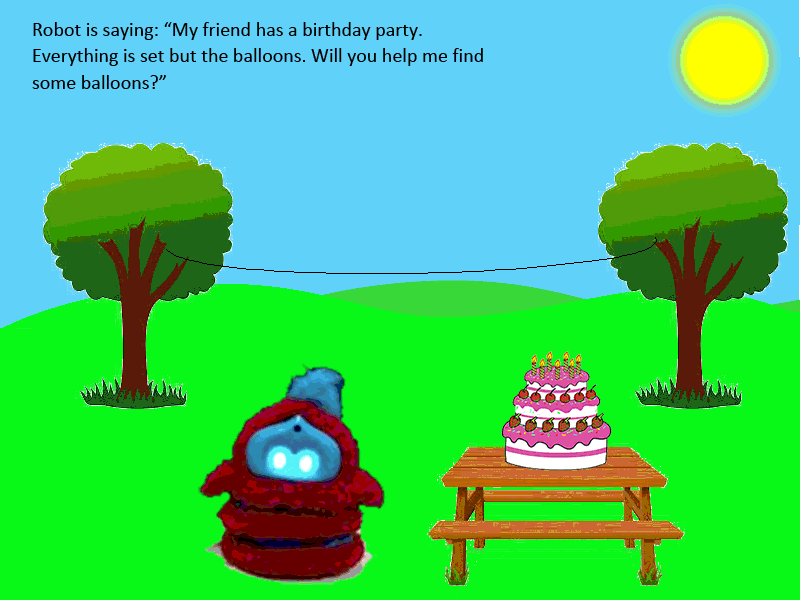 Robot is saying: “My friend has a birthday party.
Everything is set but the balloons. Will you help me find
some balloons?”